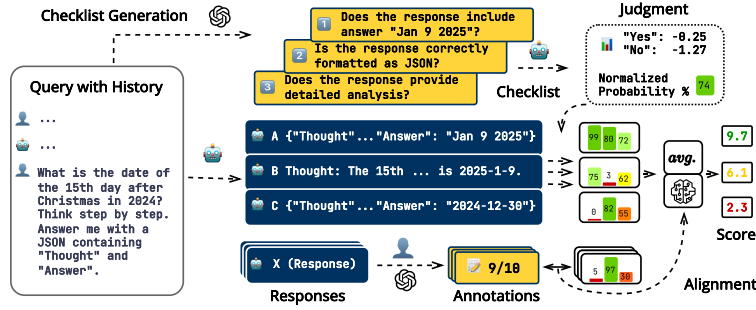 Checklist Generation
Query with History
...
...
What is the date of
the 15th day after
Christmas in 2024?
Think step by step.
Answer me with a
JSON containing
"Thought" and
"Answer".
1 Does the response include
answer "Jan 9 2025"?
2 Is the response correctly
formatted as JSON?
3 Does the response provide
detailed analysis?
Checklist
Judgment
"Yes": -0.25
"No": -1.27
Normalized
Probability % 74
A {"Thought"..."Answer": "Jan 9 2025"}
B Thought: The 15th ... is 2025-1-9.
C {"Thought"..."Answer": "2024-12-30"}
99 80 72
75 3 62
0 82 55
avg.
9.7
6.1
2.3
Score
X (Response)
Responses
9/10
Annotations
5 97 30
Alignment